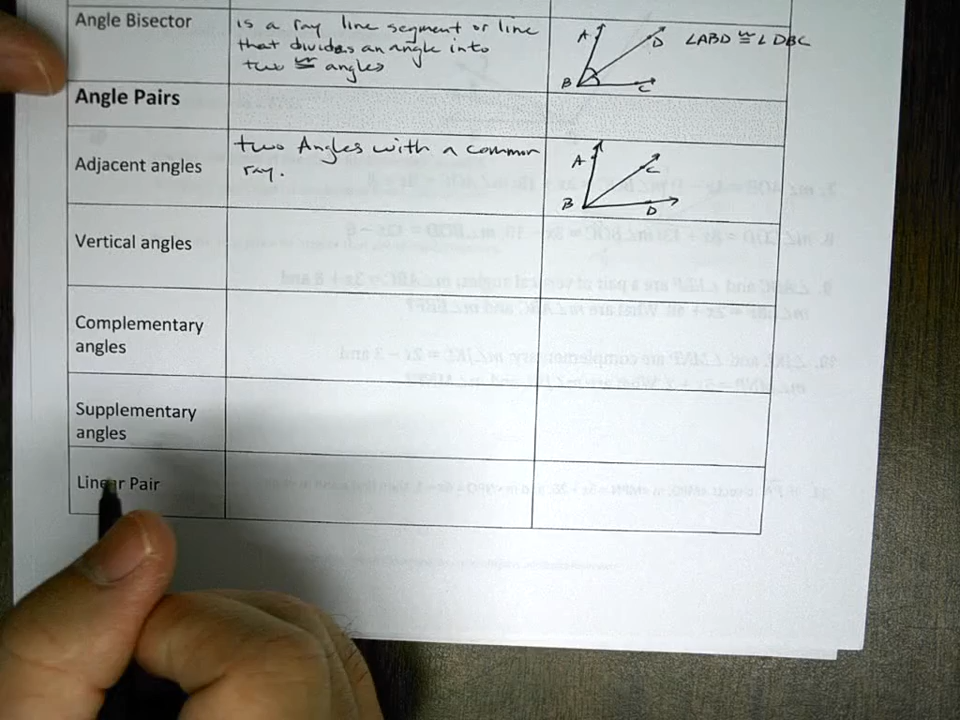 Angle Bisector
is a ray line segment or line
that divides an angle into
two ≅ angles
A
D
B
C
∠ABD ≅ ∠DBC
Angle Pairs
Adjacent angles
two Angles with a common
ray.
A
C
B
D
Vertical angles
Complementary
angles
Supplementary
angles
Linear Pair